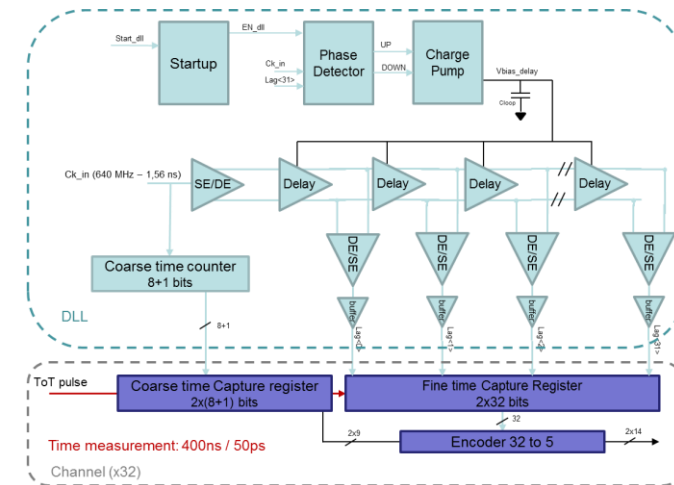 Start_dll
EN_dll
Startup
Ck_in
Lag<31>
Phase
Detector
UP
DOWN
Charge
Pump
Vbias_delay
Cloop
Ck_in (640 MHz – 1,56 ns)
SE/DE
Delay
Delay
Delay
Delay
//
//
DE/SE
DE/SE
DE/SE
DE/SE
Coarse time counter
8+1 bits
buffer
buffer
buffer
buffer
8+1
Lag<1>
Lag<31>
DLL
ToT pulse
Coarse time Capture register
2x(8+1) bits
Fine time Capture Register
2x32 bits
32
Time measurement: 400ns / 50ps
2x9
Encoder 32 to 5
2x14
Channel (x32)